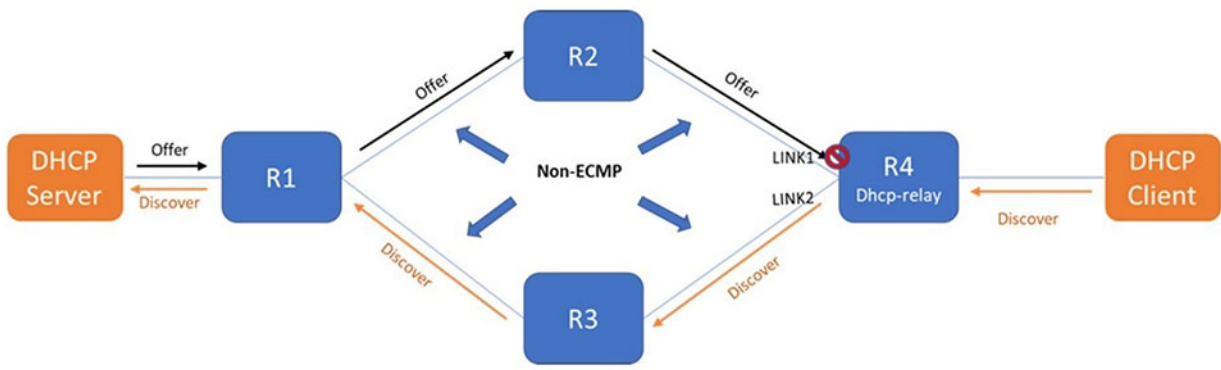 R2
Offer
Offer
DHCP
Server
Offer
Discover
R1
Non-ECMP
LINK1
LINK2
R4
Dhcp-relay
Discover
DHCP
Client
Discover
Discover
R3